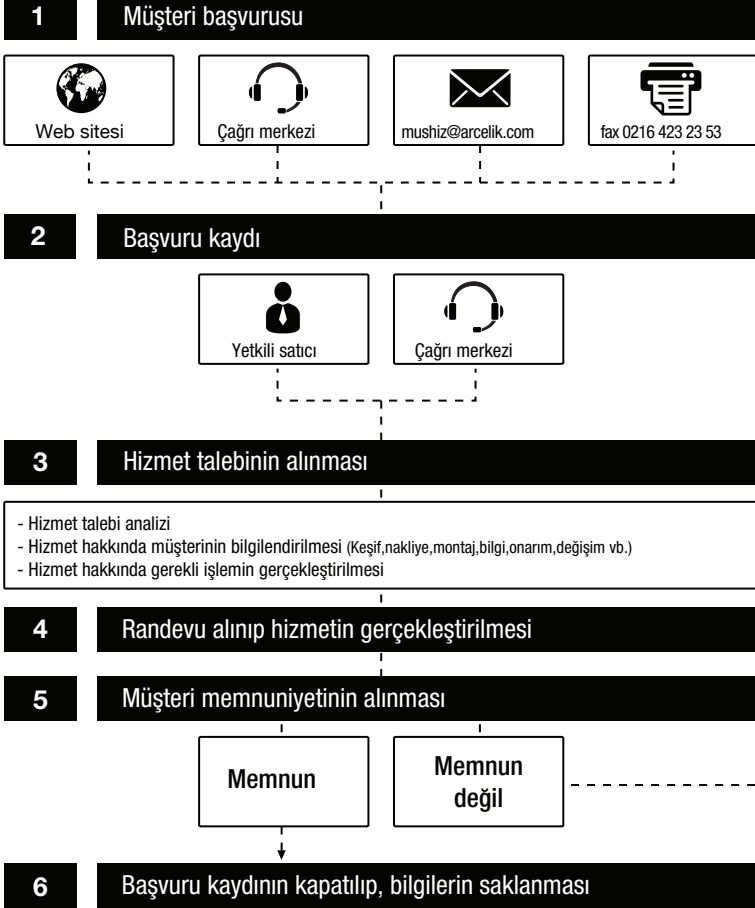 1 Müşteri başvurusu
Web sitesi
Çağrı merkezi
mushiz@arcelik.com
fax 0216 423 23 53
2 Başvuru kaydı
Yetkili satıcı
Çağrı merkezi
3 Hizmet talebinin alınması
- Hizmet talebi analizi
- Hizmet hakkında müşterinin bilgilendirilmesi (Keşif,nakliye,montaj,bilgi,onarım,değişim vb.)
- Hizmet hakkında gerekli işlemin gerçekleştirilmesi
4 Randevu alınıp hizmetin gerçekleştirilmesi
5 Müşteri memnuniyetinin alınması
Memnun
Memnun
değil
6 Başvuru kaydının kapatılıp, bilgilerin saklanması